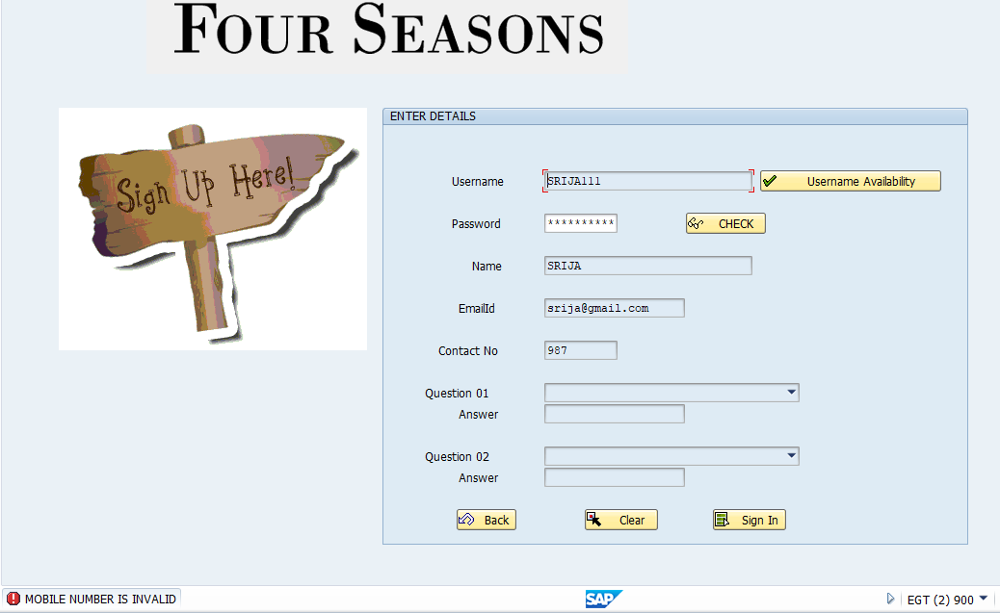 FOUR SEASONS
Sign Up Here!
ENTER DETAILS
Username SRIJA111 Username Availability
Password ********** CHECK
Name SRIJA
EmailId srija@gmail.com
Contact No 987
Question 01
Answer
Question 02
Answer
Back Clear Sign In
MOBILE NUMBER IS INVALID SAP EGT (2) 900